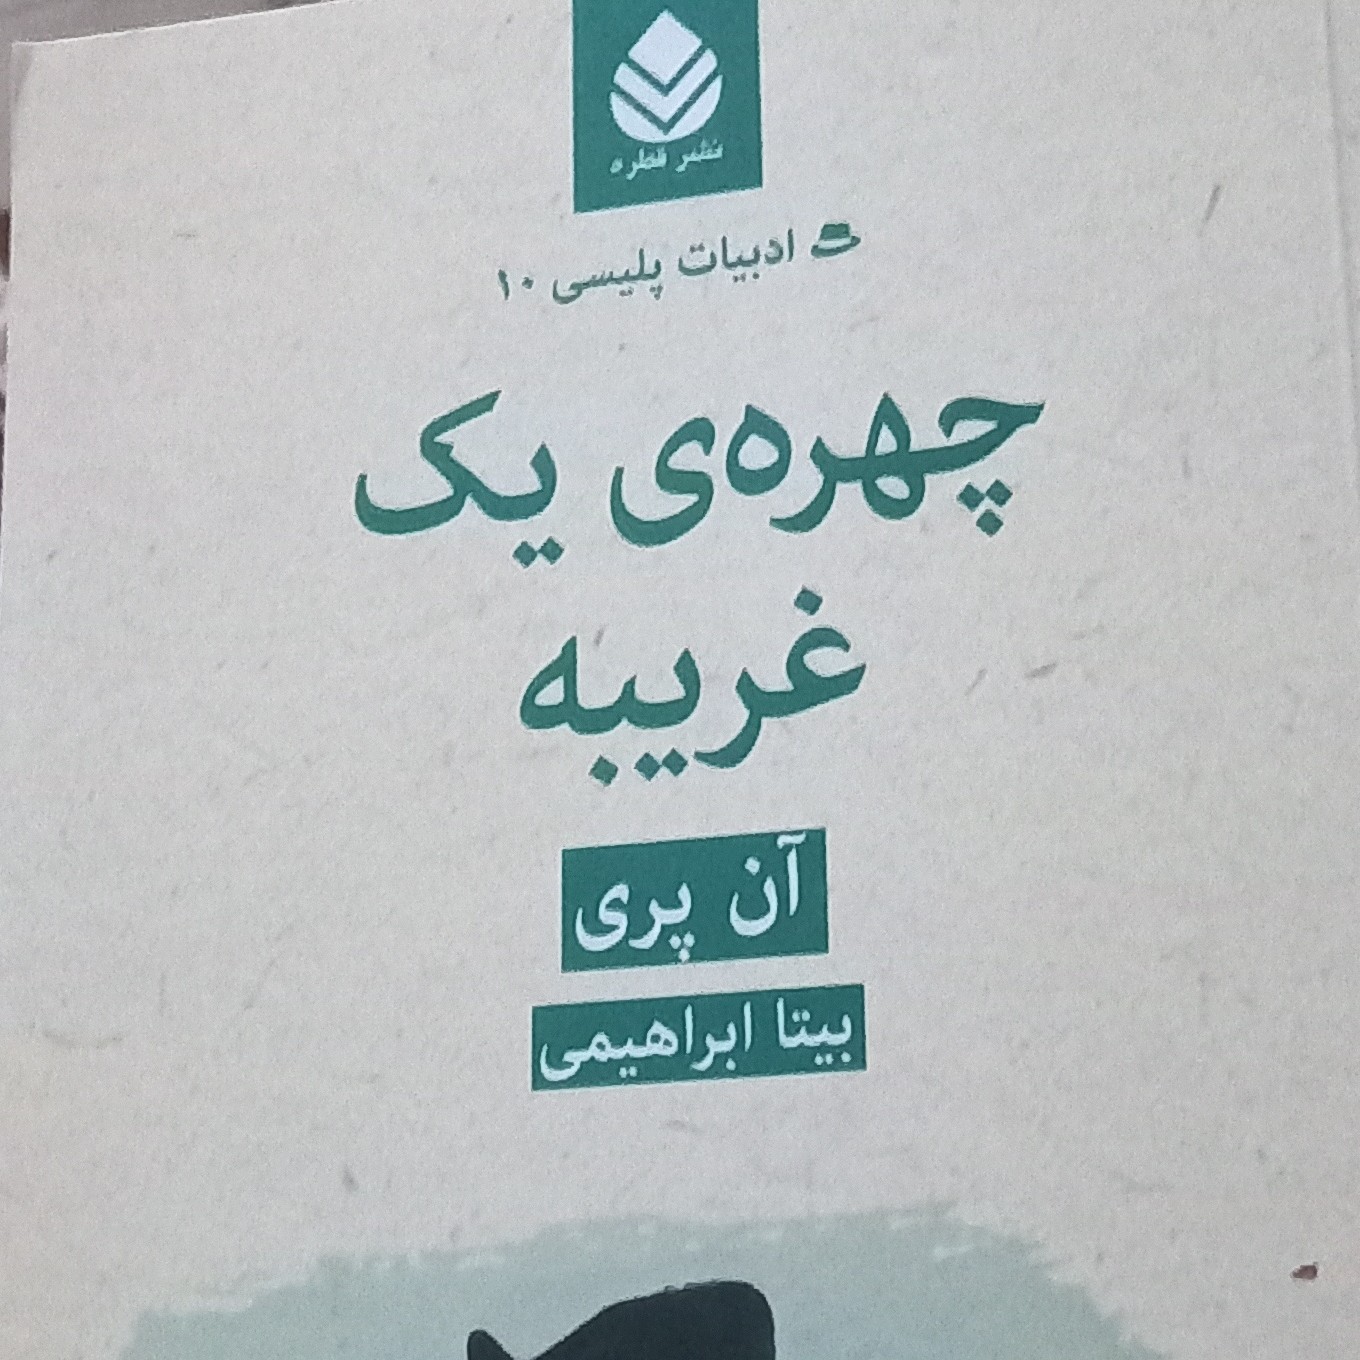 نشر قطره
ادبیات پلیسی ۱۰
چهره‌ی یک
غریبه
آن پری
بیتا ابراهیمی